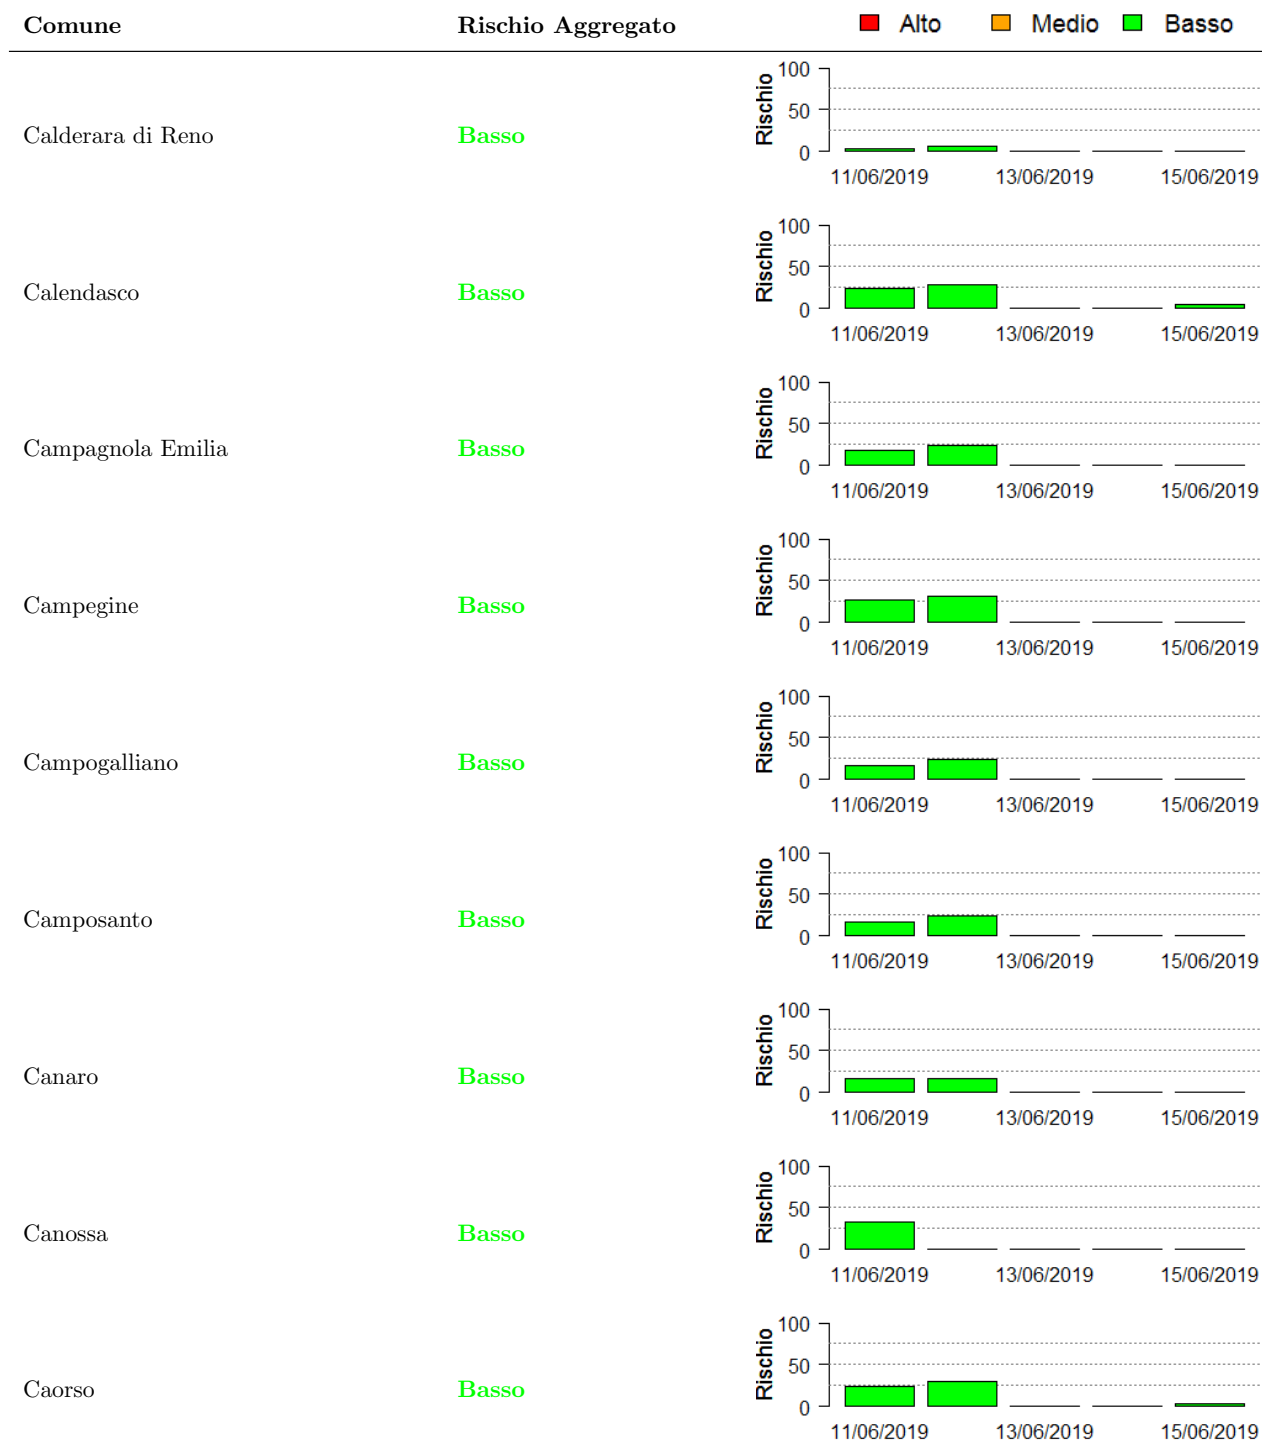 Comune Rischio Aggregato Alto Medio Basso
Calderara di Reno Basso
Rischio
100
50
0
11/06/2019 13/06/2019 15/06/2019
Calendasco Basso
Rischio
100
50
0
11/06/2019 13/06/2019 15/06/2019
Campagnola Emilia Basso
Rischio
100
50
0
11/06/2019 13/06/2019 15/06/2019
Campegine Basso
Rischio
100
50
0
11/06/2019 13/06/2019 15/06/2019
Campogalliano Basso
Rischio
100
50
0
11/06/2019 13/06/2019 15/06/2019
Camposanto Basso
Rischio
100
50
0
11/06/2019 13/06/2019 15/06/2019
Canaro Basso
Rischio
100
50
0
11/06/2019 13/06/2019 15/06/2019
Canossa Basso
Rischio
100
50
0
11/06/2019 13/06/2019 15/06/2019
Caorso Basso
Rischio
100
50
0
11/06/2019 13/06/2019 15/06/2019